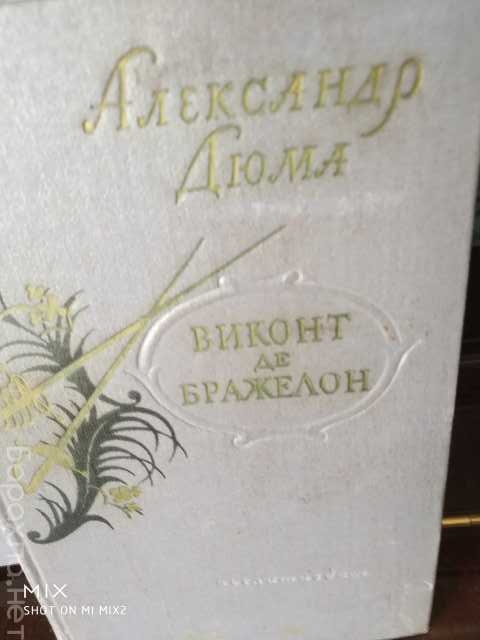 Александр
Дюма
ВИКОНТ
ДЕ
БРАЖЕЛОН
MIX
SHOT ON MI MIX2